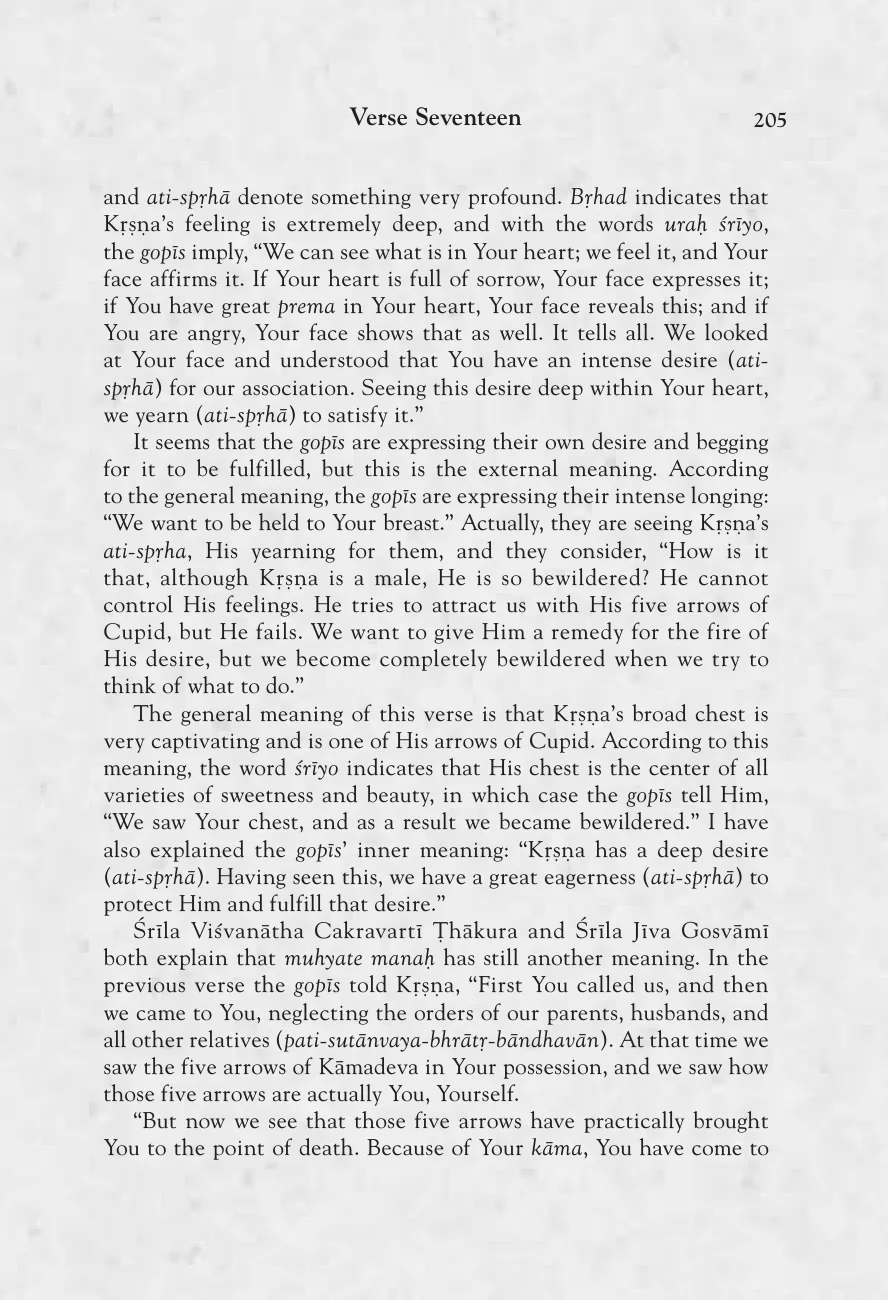 Verse Seventeen 205
and ati-spṛhā denote something very profound. Bṛhad indicates that
Kṛṣṇa’s feeling is extremely deep, and with the words uraḥ śrīyo,
the gopīs imply, “We can see what is in Your heart; we feel it, and Your
face affirms it. If Your heart is full of sorrow, Your face expresses it;
if You have great prema in Your heart, Your face reveals this; and if
You are angry, Your face shows that as well. It tells all. We looked
at Your face and understood that You have an intense desire (ati-
spṛhā) for our association. Seeing this desire deep within Your heart,
we yearn (ati-spṛhā) to satisfy it.”
It seems that the gopīs are expressing their own desire and begging
for it to be fulfilled, but this is the external meaning. According
to the general meaning, the gopīs are expressing their intense longing:
“We want to be held to Your breast.” Actually, they are seeing Kṛṣṇa’s
ati-spṛha, His yearning for them, and they consider, “How is it
that, although Kṛṣṇa is a male, He is so bewildered? He cannot
control His feelings. He tries to attract us with His five arrows of
Cupid, but He fails. We want to give Him a remedy for the fire of
His desire, but we become completely bewildered when we try to
think of what to do.”
The general meaning of this verse is that Kṛṣṇa’s broad chest is
very captivating and is one of His arrows of Cupid. According to this
meaning, the word śrīyo indicates that His chest is the center of all
varieties of sweetness and beauty, in which case the gopīs tell Him,
“We saw Your chest, and as a result we became bewildered.” I have
also explained the gopīs’ inner meaning: “Kṛṣṇa has a deep desire
(ati-spṛhā). Having seen this, we have a great eagerness (ati-spṛhā) to
protect Him and fulfill that desire.”
Śrīla Viśvanātha Cakravartī Ṭhākura and Śrīla Jīva Gosvāmī
both explain that muhyate manaḥ has still another meaning. In the
previous verse the gopīs told Kṛṣṇa, “First You called us, and then
we came to You, neglecting the orders of our parents, husbands, and
all other relatives (pati-sutānvaya-bhrātṛ-bāndhavān). At that time we
saw the five arrows of Kāmadeva in Your possession, and we saw how
those five arrows are actually You, Yourself.
“But now we see that those five arrows have practically brought
You to the point of death. Because of Your kāma, You have come to